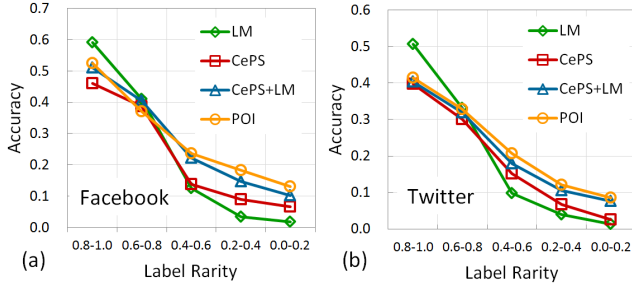 0.7
0.6
0.5
0.4
0.3
0.2
0.1
0.0
Accuracy
LM
CePS
CePS+LM
POI
Facebook
0.8-1.0 0.6-0.8 0.4-0.6 0.2-0.4 0.0-0.2
Label Rarity
(a)
0.6
0.5
0.4
0.3
0.2
0.1
0.0
Accuracy
LM
CePS
CePS+LM
POI
Twitter
0.8-1.0 0.6-0.8 0.4-0.6 0.2-0.4 0.0-0.2
Label Rarity
(b)